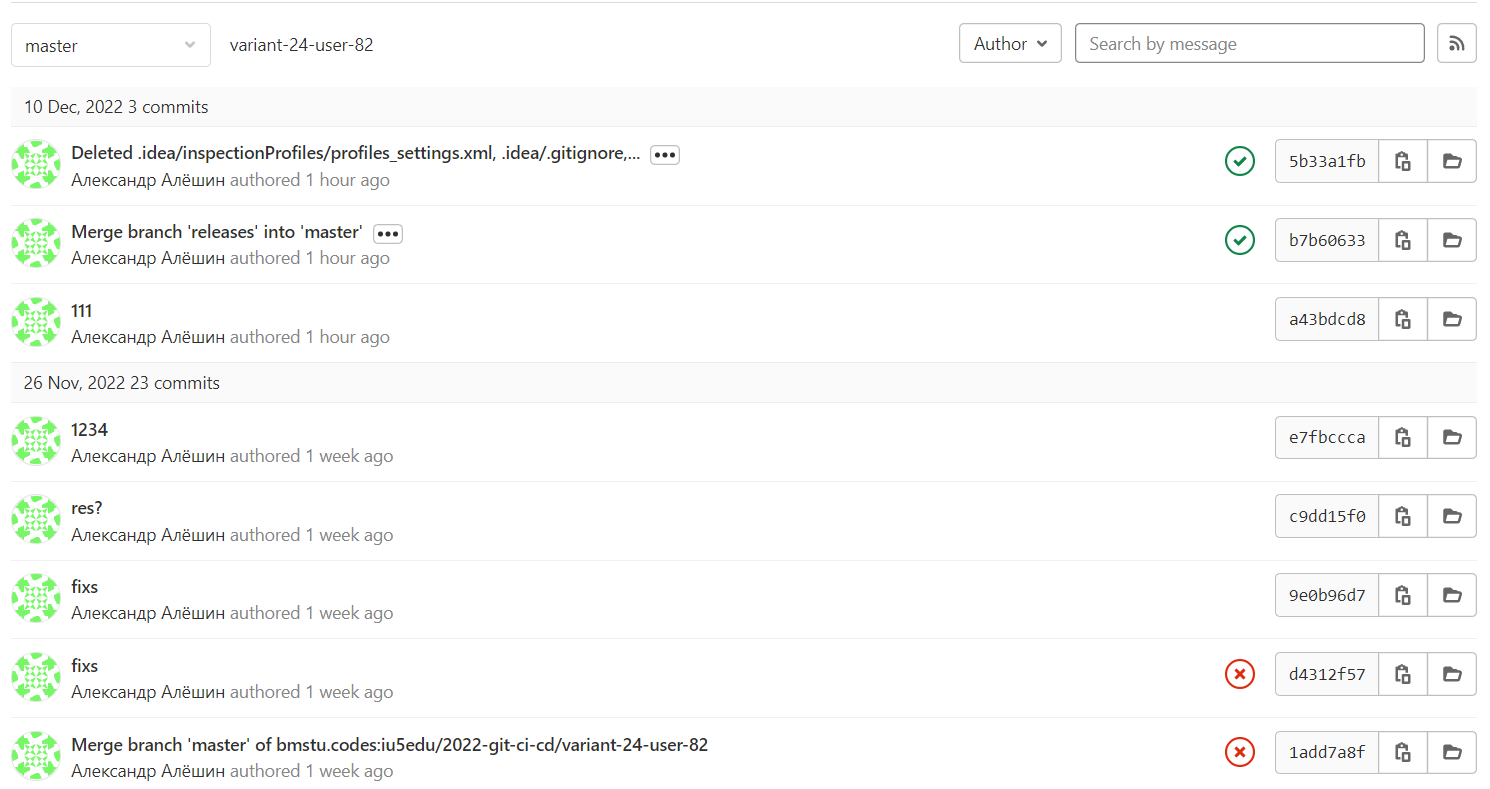 master variant-24-user-82 Author Search by message
10 Dec, 2022 3 commits
Deleted .idea/inspectionProfiles/profiles_settings.xml, .idea/.gitignore,...
Александр Алёшин authored 1 hour ago
5b33a1fb
Merge branch 'releases' into 'master'
Александр Алёшин authored 1 hour ago
b7b60633
111
Александр Алёшин authored 1 hour ago
a43bdcd8
26 Nov, 2022 23 commits
1234
Александр Алёшин authored 1 week ago
e7fbccca
res?
Александр Алёшин authored 1 week ago
c9dd15f0
fixs
Александр Алёшин authored 1 week ago
9e0b96d7
fixs
Александр Алёшин authored 1 week ago
d4312f57
Merge branch 'master' of bmstu.codes:iu5edu/2022-git-ci-cd/variant-24-user-82
Александр Алёшин authored 1 week ago
1add7a8f